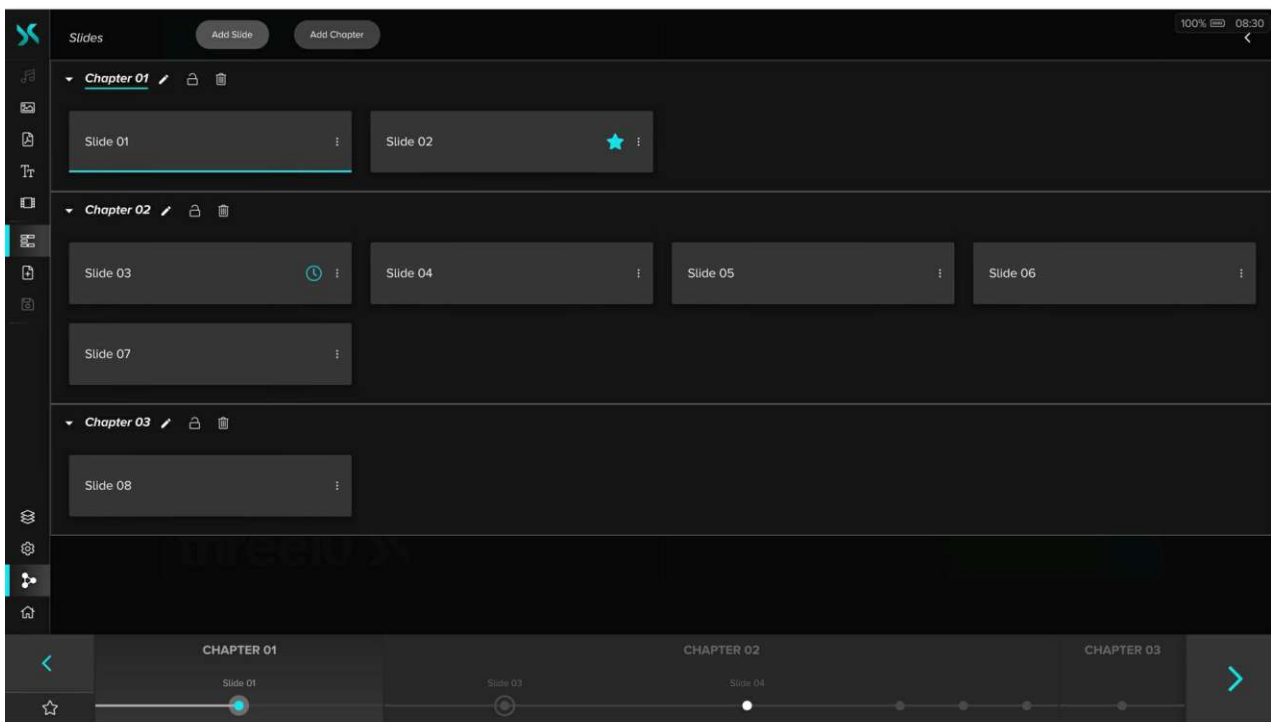 100% 08:30
Slides
Add Slide
Add Chapter
Chapter 01
Slide 01
Slide 02
Chapter 02
Slide 03
Slide 04
Slide 05
Slide 06
Slide 07
Chapter 03
Slide 08
CHAPTER 01
CHAPTER 02
CHAPTER 03
Slide 01
Slide 03
Slide 04